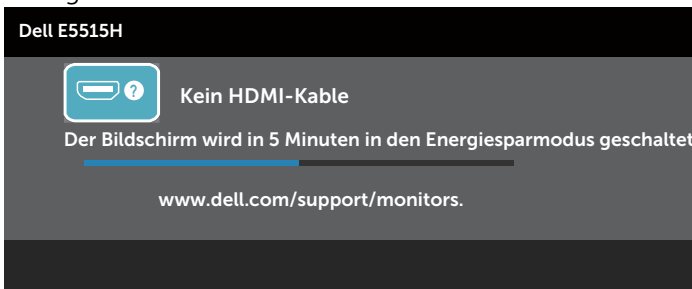 Dell E5515H
?
Kein HDMI-Kable
Der Bildschirm wird in 5 Minuten in den Energiesparmodus geschaltet
www.dell.com/support/monitors.